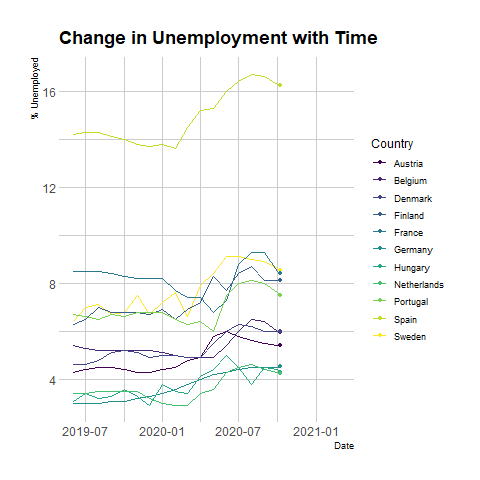 Change in Unemployment with Time
% Unemployed
16
12
8
4
2019-07 2020-01 2020-07 2021-01
Date
Country
Austria
Belgium
Denmark
Finland
France
Germany
Hungary
Netherlands
Portugal
Spain
Sweden